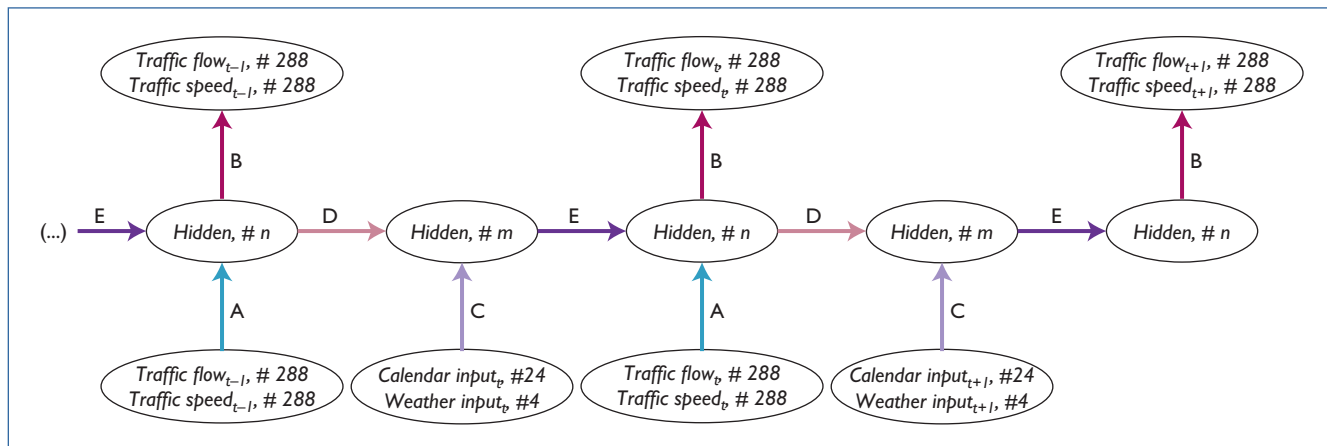 Traffic flow_{t–1}, # 288
Traffic speed_{t–1}, # 288
Traffic flow_t, # 288
Traffic speed_t, # 288
Traffic flow_{t+1}, # 288
Traffic speed_{t+1}, # 288
B
B
B
(...)
E
Hidden, # n
D
Hidden, # m
E
Hidden, # n
D
Hidden, # m
E
Hidden, # n
A
C
A
C
Traffic flow_{t–1}, # 288
Traffic speed_{t–1}, # 288
Calendar input_t, #24
Weather input_t, #4
Traffic flow_t, # 288
Traffic speed_t, # 288
Calendar input_{t+1}, #24
Weather input_{t+1}, #4